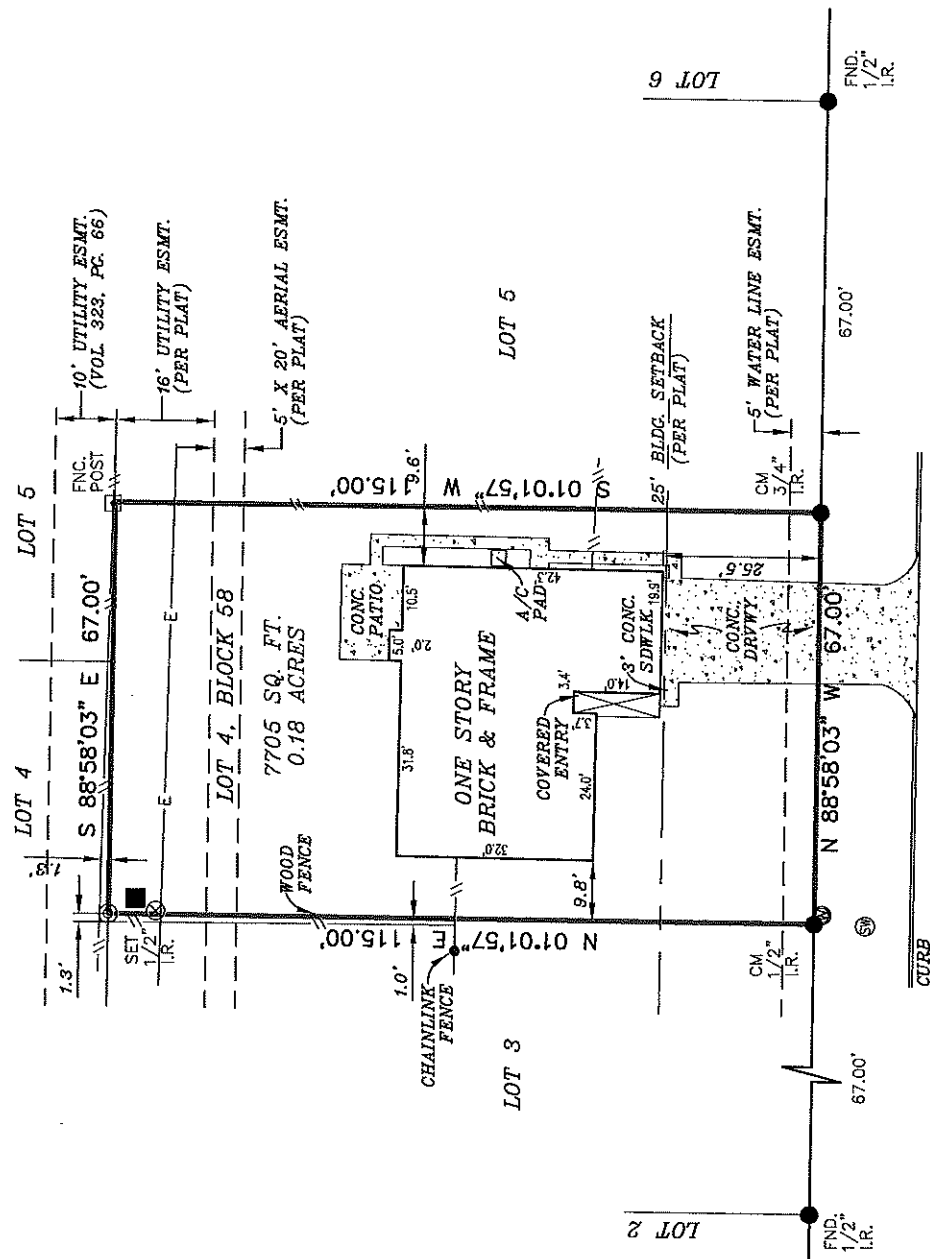 LOT 4
LOT 5
10' UTILITY ESMT.
(VOL. 323, PG. 66)
FNC.
POST
S 88°58'03" E 67.00'
1.3'
SET
1/2"
I.R.
16' UTILITY ESMT.
(PER PLAT)
E
E
LOT 4, BLOCK 58
5' X 20' AERIAL ESMT.
(PER PLAT)
7705 SQ. FT.
0.18 ACRES
WOOD
FENCE
N 01°01'57" E 115.00'
S 01°01'57" W 115.00'
1.0'
CHAINLINK
FENCE
LOT 3
LOT 5
CONC.
PATIO
31.8'
5.0'
2.0'
10.5'
9.6'
A/C
PAD
42.3'
ONE STORY
BRICK & FRAME
32.0'
COVERED
ENTRY
3.4'
3.7'
14.0'
24.0'
9.8'
19.9'
3' CONC.
SDWLK
25' BLDG. SETBACK
(PER PLAT)
25.5'
CONC.
DRVWY.
5' WATER LINE ESMT.
(PER PLAT)
CM
1/2"
I.R.
CM
3/4"
I.R.
N 88°58'03" W 67.00'
LOT 2
FND.
1/2"
I.R.
67.00'
LOT 6
FND.
1/2"
I.R.
67.00'
CURB